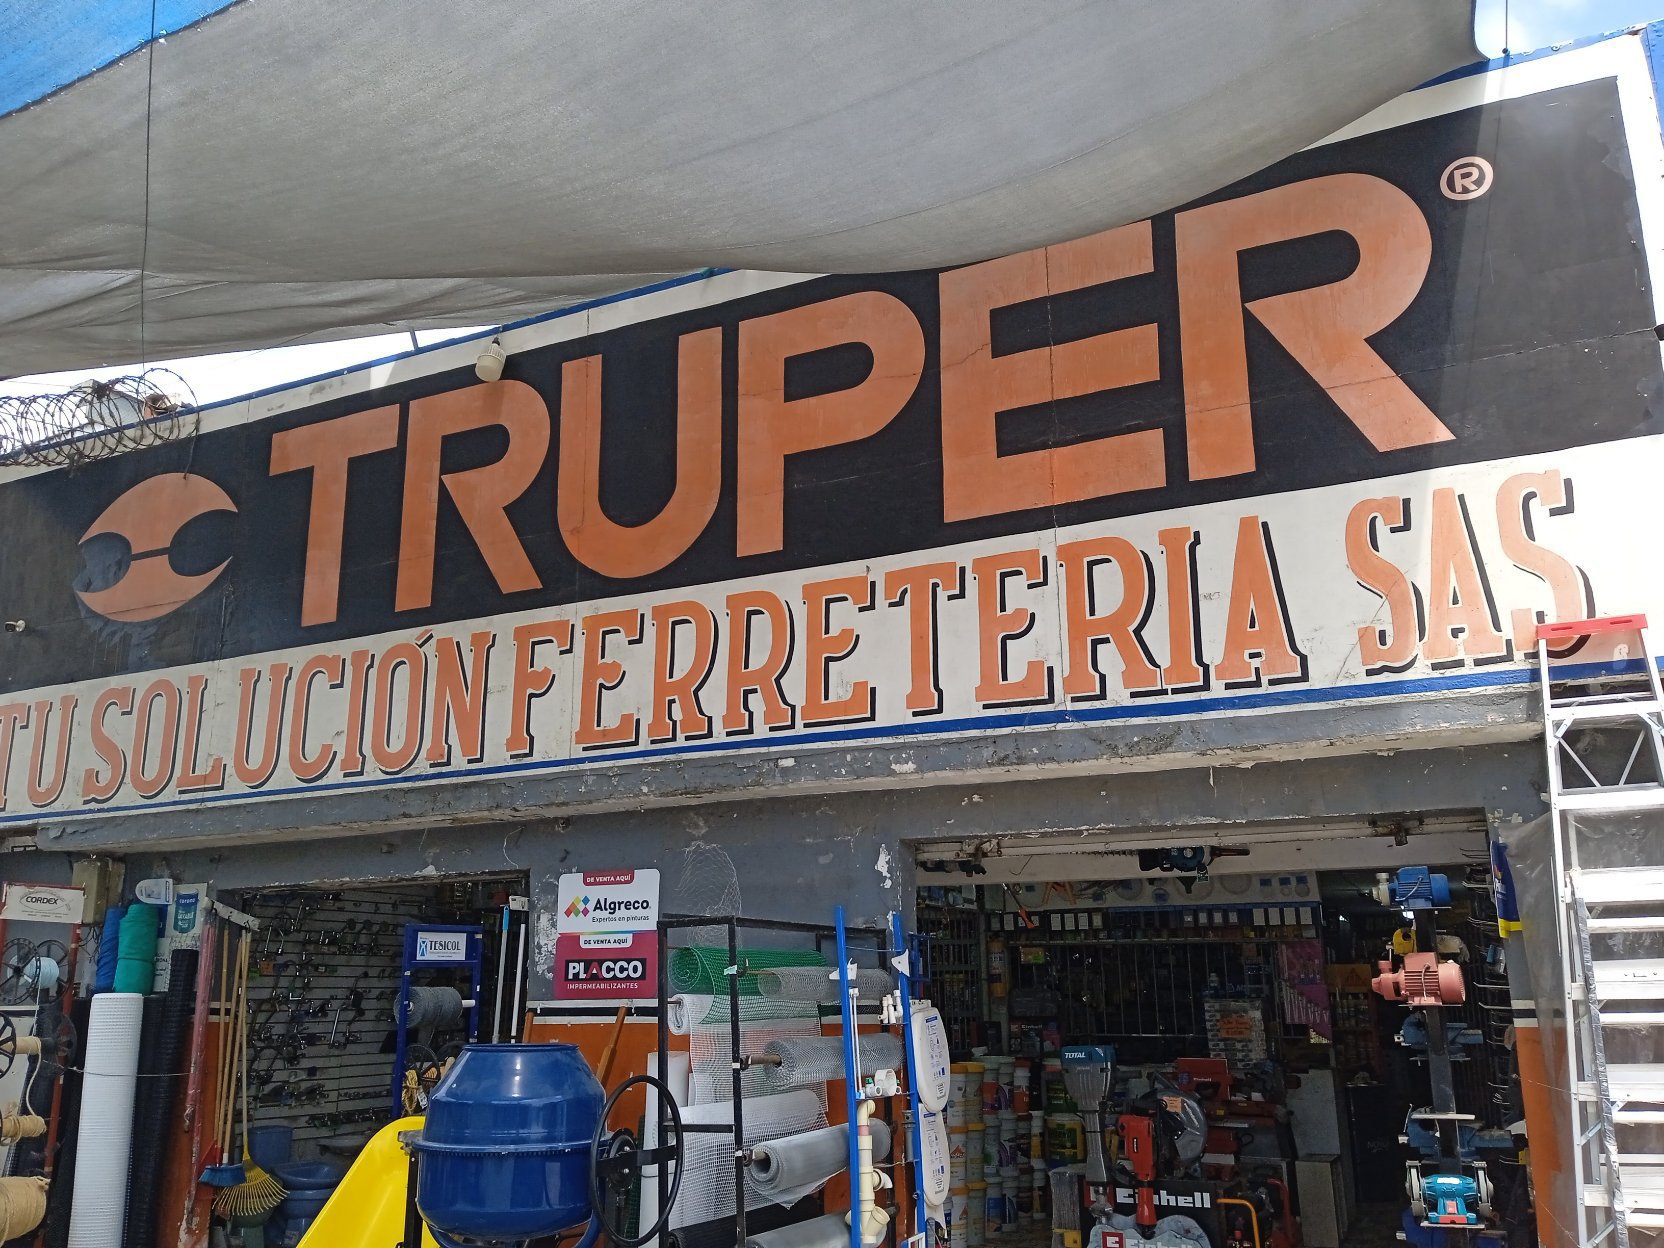 TRUPER®
TU SOLUCIÓN FERRETERIA SAS
CORDEX
TESICOL
DE VENTA AQUÍ
Algreco
Expertos en pinturas
DE VENTA AQUÍ
PLACCO
IMPERMEABILIZANTES
TOTAL
Einhell
Einhell